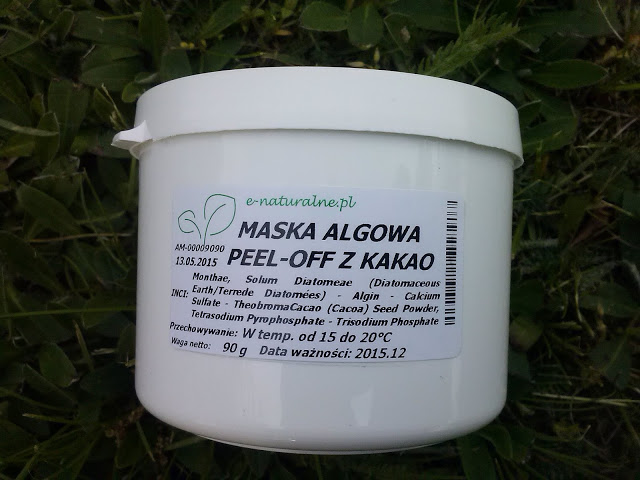 e-naturalne.pl
MASKA ALGOWA
AM-00009090
PEEL-OFF Z KAKAO
13.05.2015
Monthae, Solum Diatomeae (Diatomaceous
INCI: Earth/Terrede Diatomées) - Algin - Calcium
Sulfate - TheobromaCacao (Cacoa) Seed Powder,
Tetrasodium Pyrophosphate - Trisodium Phosphate
Przechowywanie: W temp. od 15 do 20°C
Waga netto: 90 g Data ważności: 2015.12